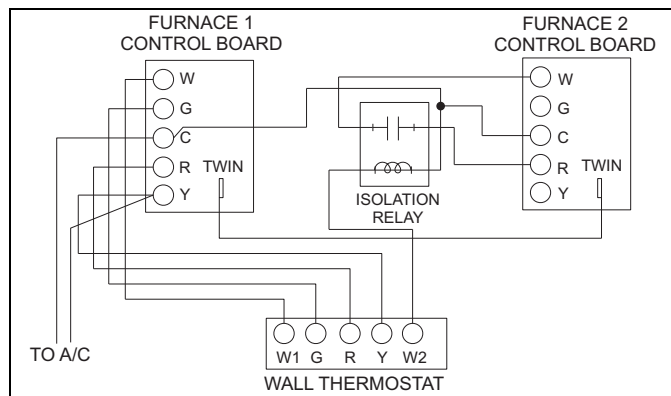 FURNACE 1
CONTROL BOARD
FURNACE 2
CONTROL BOARD
W
G
C
R
Y
TWIN
ISOLATION
RELAY
W
G
C
R
Y
TWIN
TO A/C
W1 G R Y W2
WALL THERMOSTAT